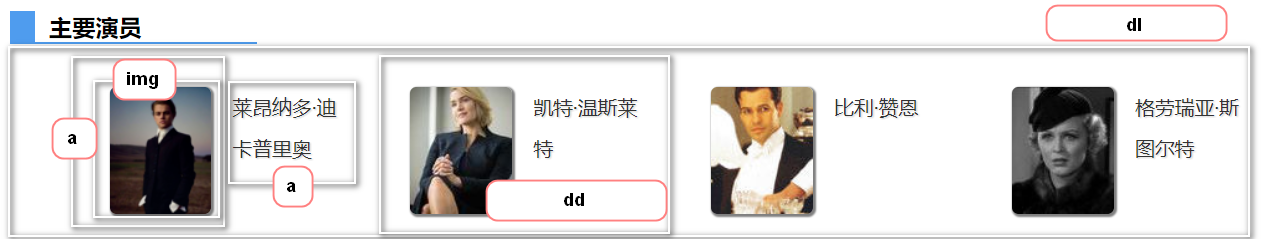 主要演员
dl
img
a
莱昂纳多·迪
卡普里奥
a
凯特·温斯莱
特
dd
比利·赞恩
格劳瑞亚·斯
图尔特